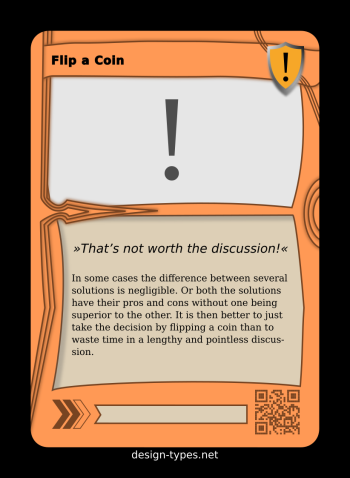 Flip a Coin
!
!
»That’s not worth the discussion!«
In some cases the difference between several
solutions is negligible. Or both the solutions
have their pros and cons without one being
superior to the other. It is then better to just
take the decision by flipping a coin than to
waste time in a lengthy and pointless discus-
sion.
design-types.net